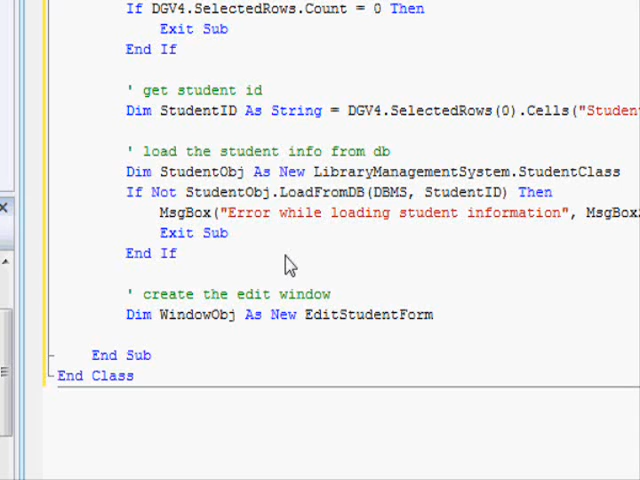 If DGV4.SelectedRows.Count = 0 Then
Exit Sub
End If
' get student id
Dim StudentID As String = DGV4.SelectedRows(0).Cells("Studen
' load the student info from db
Dim StudentObj As New LibraryManagementSystem.StudentClass
If Not StudentObj.LoadFromDB(DBMS, StudentID) Then
MsgBox("Error while loading student information", MsgBox
Exit Sub
End If
' create the edit window
Dim WindowObj As New EditStudentForm
End Sub
End Class